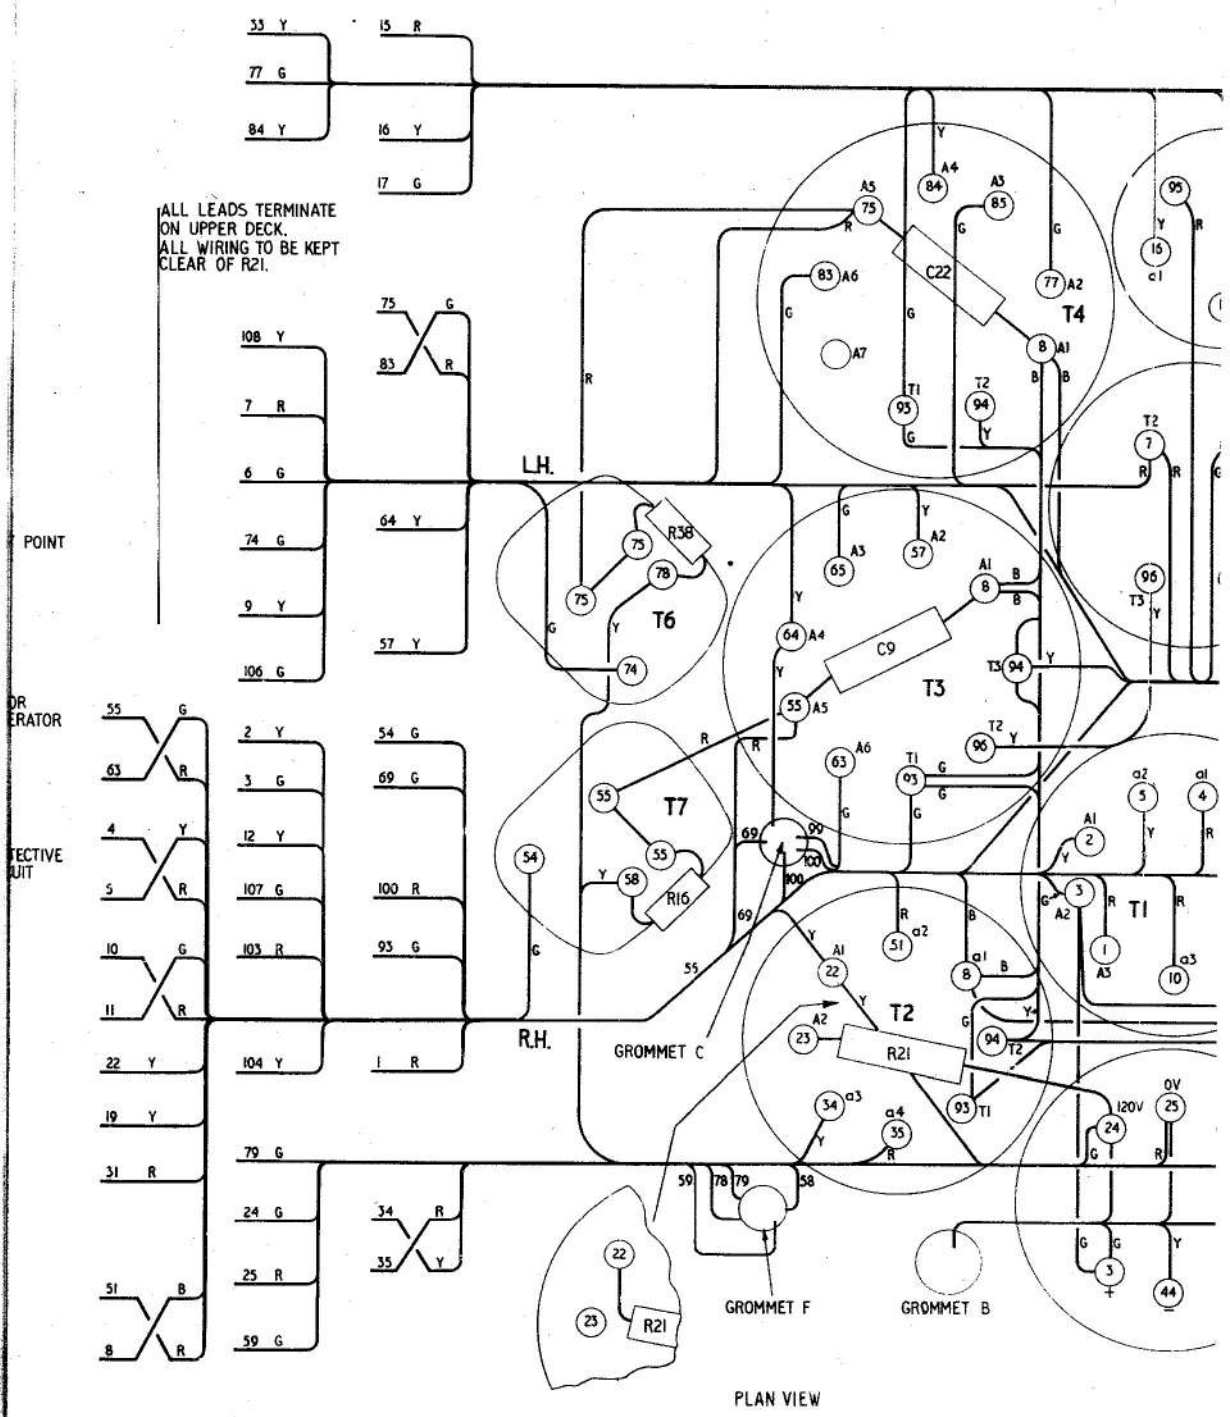 33 Y
15 R
77 G
84 Y
16 Y
17 G
ALL LEADS TERMINATE
ON UPPER DECK.
ALL WIRING TO BE KEPT
CLEAR OF R21.
Y
A4
84
A3
85
A5
75
R
G
95
R
Y
16
a1
C22
83 A6
G
G
G
77 A2
T4
A7
8 A1
B
B
75 G
83 R
108 Y
7 R
6 G
64 Y
74 G
9 Y
57 Y
106 G
R
T1
93
G
T2
94
Y
T2
7
R
R
L.H.
POINT
R38
75
78
75
T6
Y
G
74
G
Y
A3
65
A2
57
A1
8
B
B
Y
64 A4
Y
C9
T3
T3 94 Y
55 A5
R
R
T2
96 Y
96
T3
Y
A6
63
G
T1
93
G
G
G
OR
ERATOR
TECTIVE
UIT
55 G
63 R
4 Y
5 R
10 G
11 R
22 Y
19 Y
31 R
51 B
8 R
2 Y
3 G
12 Y
107 G
103 R
104 Y
54 G
69 G
100 R
93 G
1 R
55
T7
55
58
Y
R16
54
G
69
99
100
100
69
55
R.H.
GROMMET C
a2
5
Y
a1
4
R
A1
2
Y
3
G
A2
R
1
A3
T1
R
10
a3
R
51 a2
B
a1
8
B
Y
A1
22
Y
T2
A2
23
R21
G
Y
94
T2
93 T1
34 a3
Y
a4
35
R
120V
24
G
0V
25
R
79 G
24 G
25 R
59 G
34 R
35 Y
59
78
79
58
GROMMET F
GROMMET B
22
23
R21
G
G
3
+
Y
44
−
PLAN VIEW